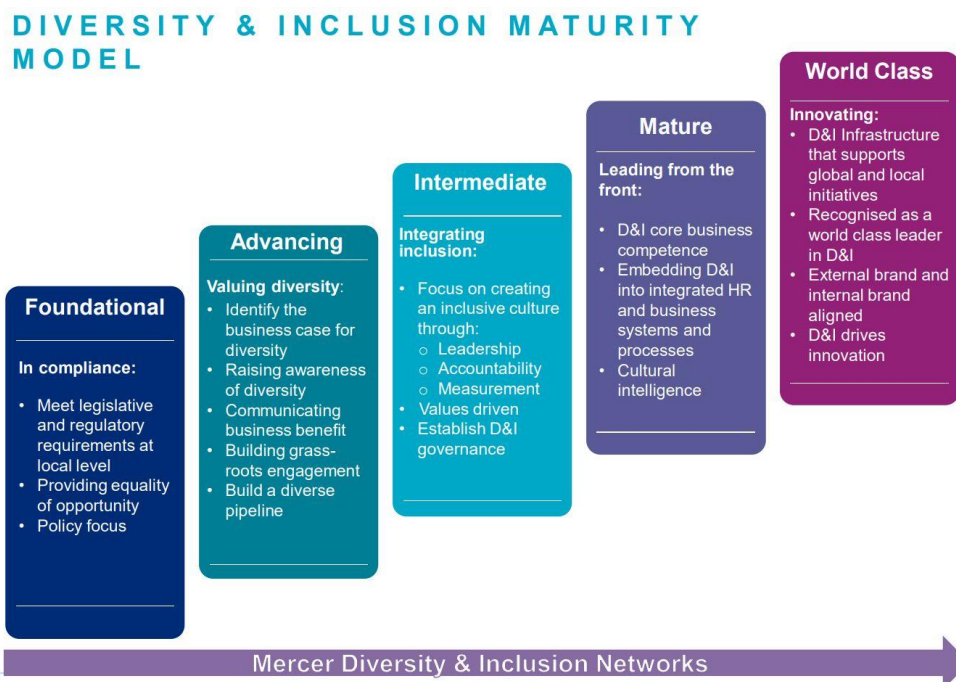 DIVERSITY & INCLUSION MATURITY
MODEL
Foundational
In compliance:
• Meet legislative
and regulatory
requirements at
local level
• Providing equality
of opportunity
• Policy focus
Advancing
Valuing diversity:
• Identify the
business case for
diversity
• Raising awareness
of diversity
• Communicating
business benefit
• Building grass-
roots engagement
• Build a diverse
pipeline
Intermediate
Integrating
inclusion:
• Focus on creating
an inclusive culture
through:
o Leadership
o Accountability
o Measurement
• Values driven
• Establish D&I
governance
Mature
Leading from the
front:
• D&I core business
competence
• Embedding D&I
into integrated HR
and business
systems and
processes
• Cultural
intelligence
World Class
Innovating:
• D&I Infrastructure
that supports
global and local
initiatives
• Recognised as a
world class leader
in D&I
• External brand and
internal brand
aligned
• D&I drives
innovation
Mercer Diversity & Inclusion Networks